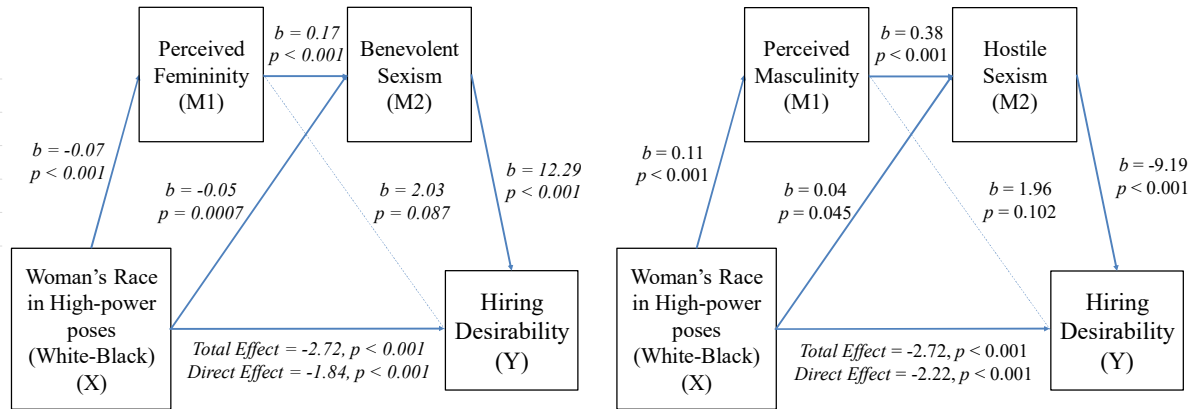 Perceived
Femininity
(M1)
b = 0.17
p < 0.001
Benevolent
Sexism
(M2)
b = -0.07
p < 0.001
b = -0.05
p = 0.0007
b = 2.03
p = 0.087
b = 12.29
p < 0.001
Woman's Race
in High-power
poses
(White-Black)
(X)
Total Effect = -2.72, p < 0.001
Direct Effect = -1.84, p < 0.001
Hiring
Desirability
(Y)
Perceived
Masculinity
(M1)
b = 0.38
p < 0.001
Hostile
Sexism
(M2)
b = 0.11
p < 0.001
b = 0.04
p = 0.045
b = 1.96
p = 0.102
b = -9.19
p < 0.001
Woman's Race
in High-power
poses
(White-Black)
(X)
Total Effect = -2.72, p < 0.001
Direct Effect = -2.22, p < 0.001
Hiring
Desirability
(Y)